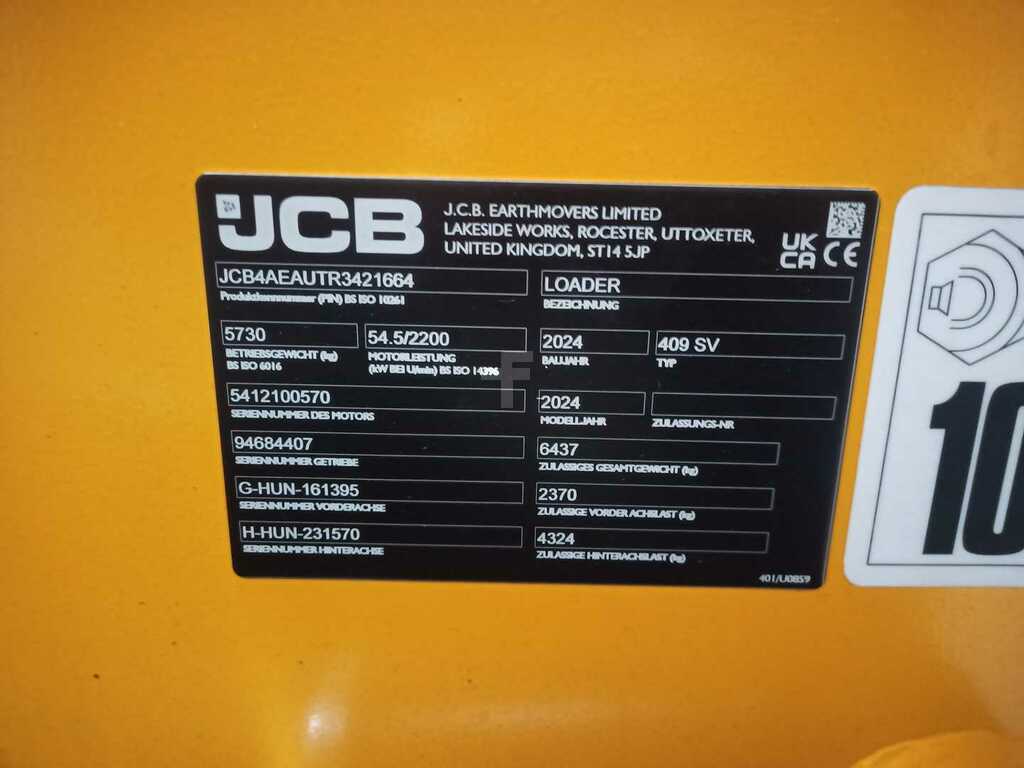 JCB
J.C.B. EARTHMOVERS LIMITED
LAKESIDE WORKS, ROCESTER, UTTOXETER,
UNITED KINGDOM, ST14 5JP
UK
CA CE
JCB4AEAUTR3421664
Produktkennnummer (PIN) BS ISO 10261
LOADER
BEZEICHNUNG
5730
BETRIEBSGEWICHT (kg)
BS ISO 6016
54.5/2200
MOTORLEISTUNG
(kW BEI U/min) BS ISO 14396
2024
BAUJAHR
409 SV
TYP
5412100570
SERIENNUMMER DES MOTORS
2024
MODELLJAHR
ZULASSUNGS-NR
94684407
SERIENNUMMER GETRIEBE
6437
ZULASSIGES GESAMTGEWICHT (kg)
G-HUN-161395
SERIENNUMMER VORDERACHSE
2370
ZULASSIGE VORDER ACHSLAST (kg)
H-HUN-231570
SERIENNUMMER HINTERACHSE
4324
ZULASSIGE HINTERACHSLAST (kg)
401/U0859
10
F